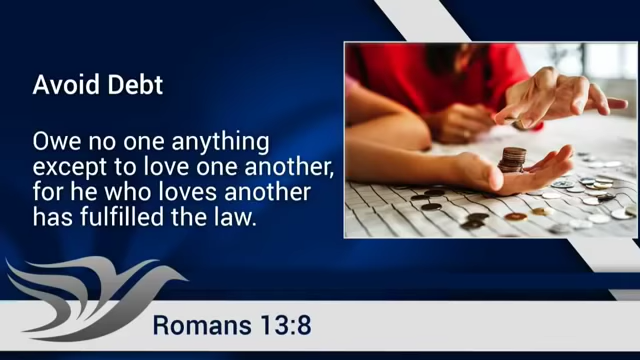 Avoid Debt
Owe no one anything
except to love one another,
for he who loves another
has fulfilled the law.
Romans 13:8